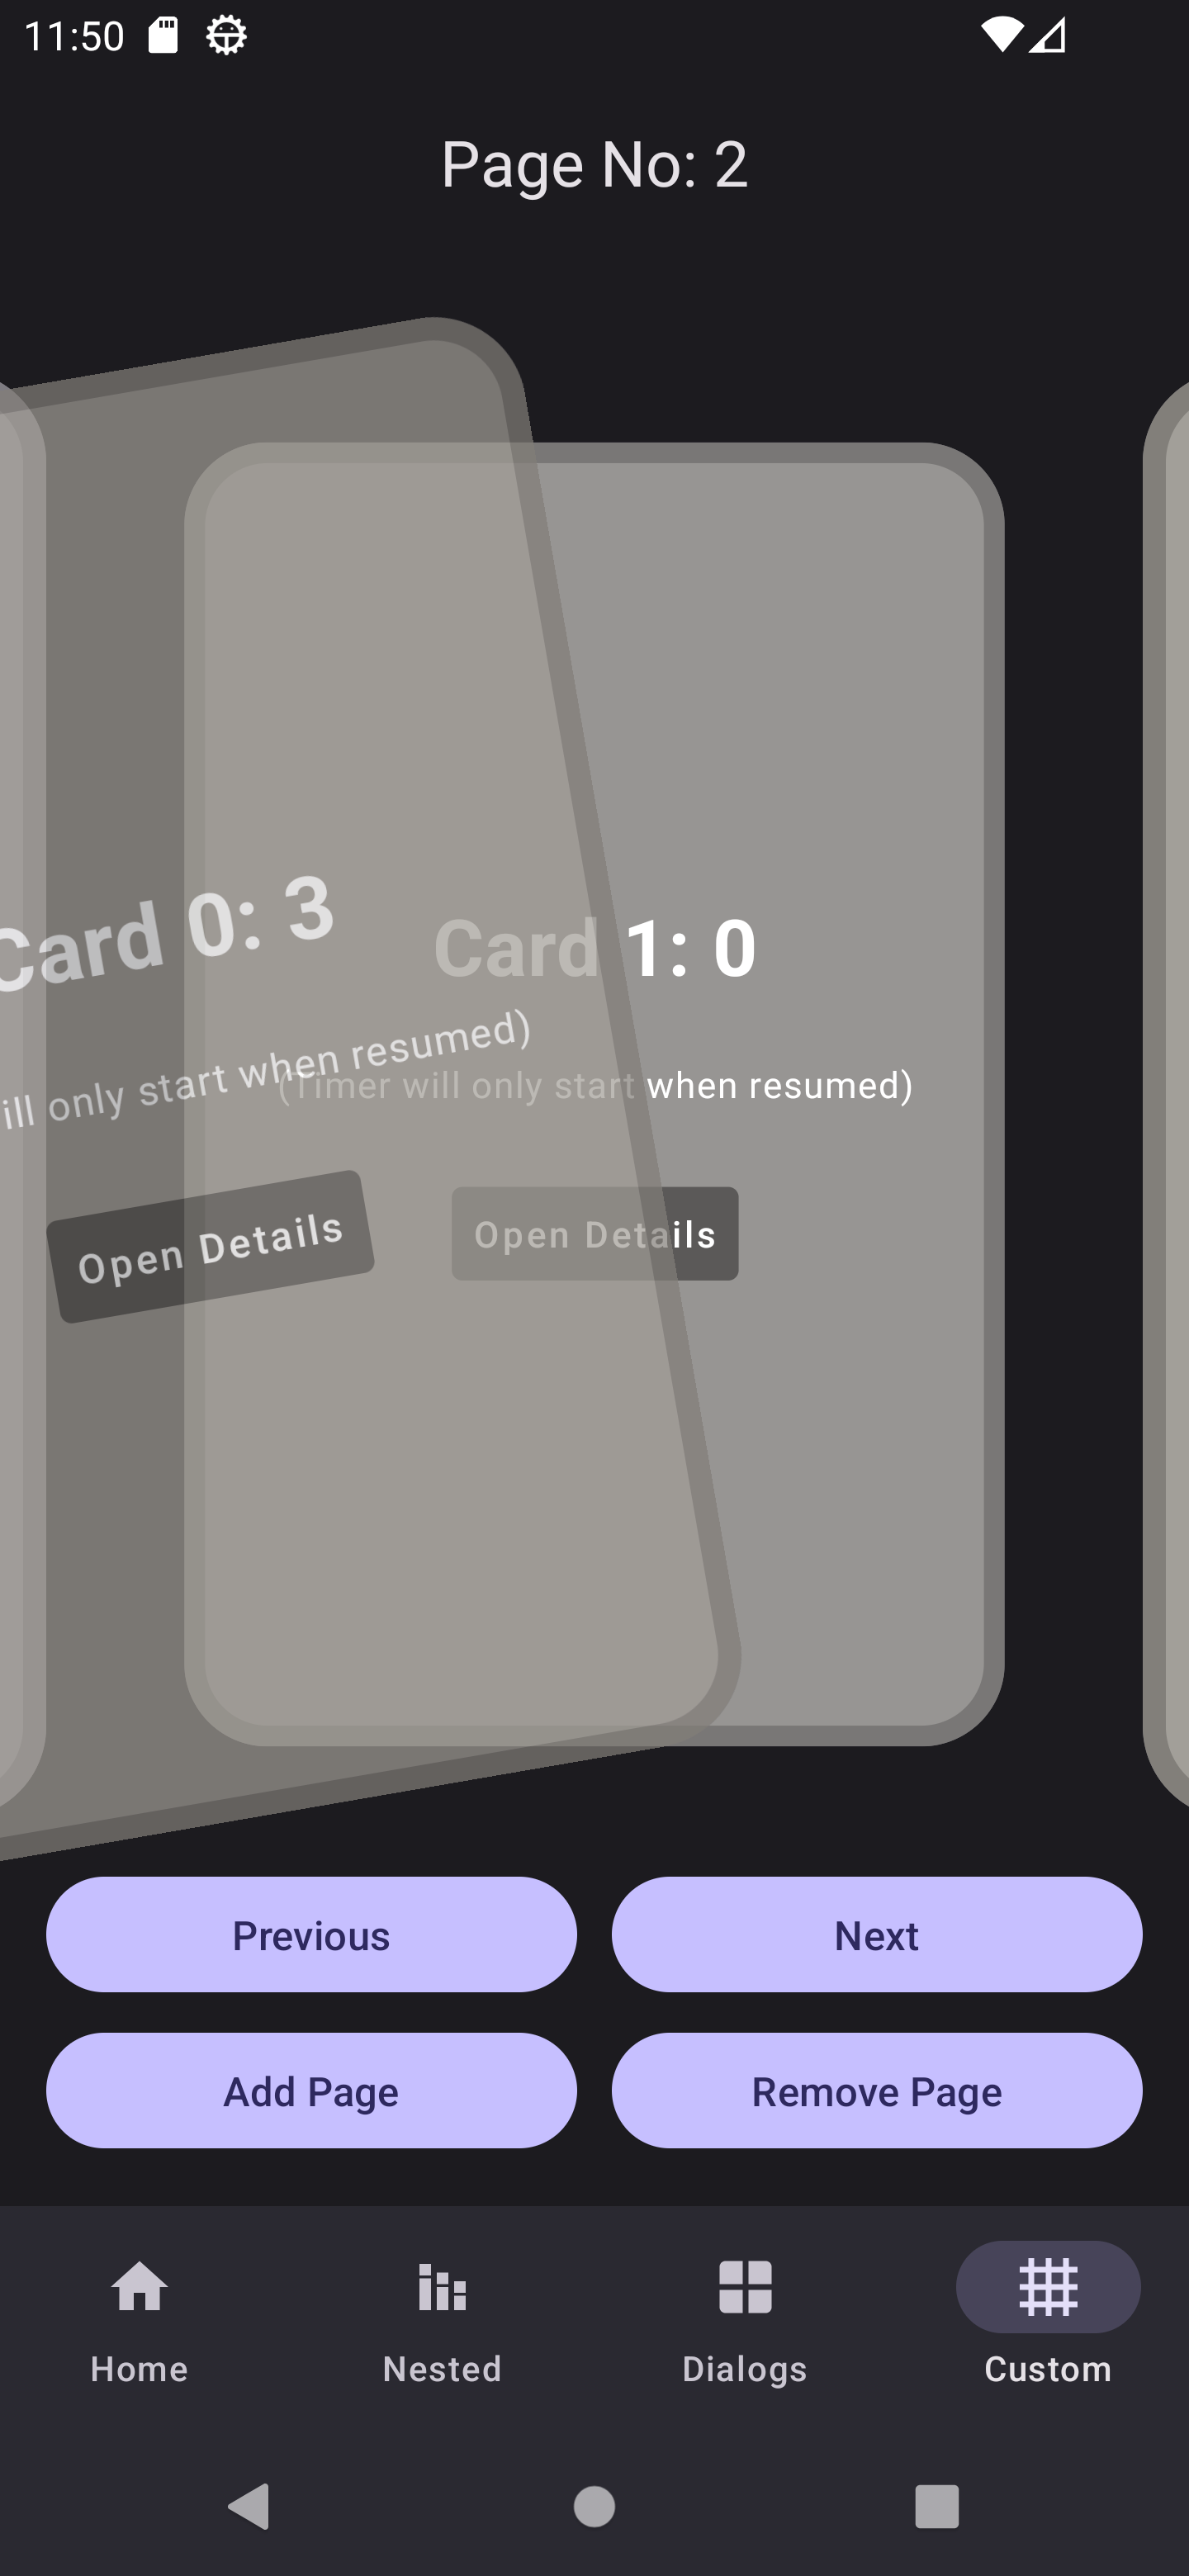 11:50
Page No: 2
Card 0: 3
ill only start when resumed)
Open Details
Card 1: 0
(Timer will only start when resumed)
Open Details
Previous
Next
Add Page
Remove Page
Home
Nested
Dialogs
Custom